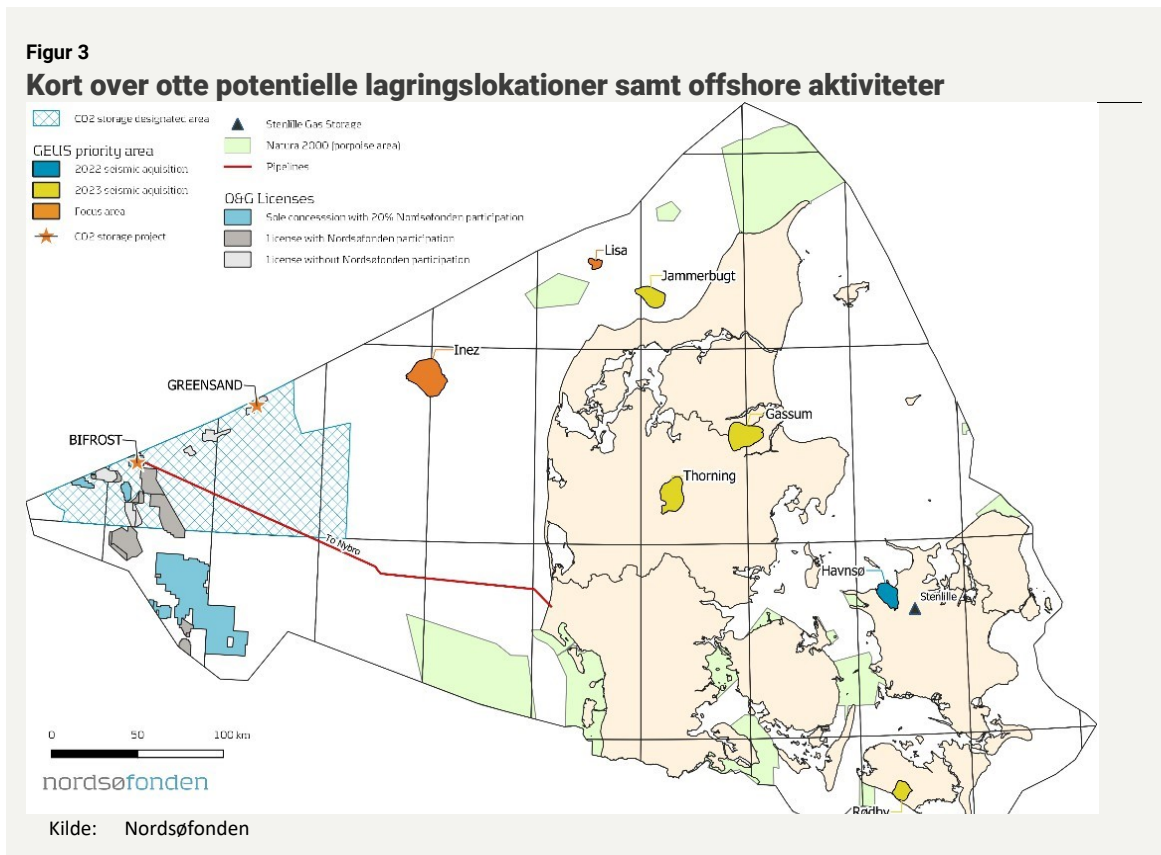 Figur 3
Kort over otte potentielle lagringslokationer samt offshore aktiviteter
CO2 storage designated area
GEUS priority area
2022 seismic aquisition
2023 seismic aquisition
Focus area
CO2 storage project
Stenlille Gas Storage
Natura 2000 (porpoise area)
Pipelines
O&G Licenses
Sole concesssion with 20% Nordsøfonden participation
License with Nordsøfonden participation
License without Nordsøfonden participation
Lisa
Jammerbugt
Inez
GREENSAND
Gassum
BIFROST
Thorning
To Nybro
Havnsø
Stenlille
0 50 100 km
nordsøfonden
Rødby
Kilde: Nordsøfonden